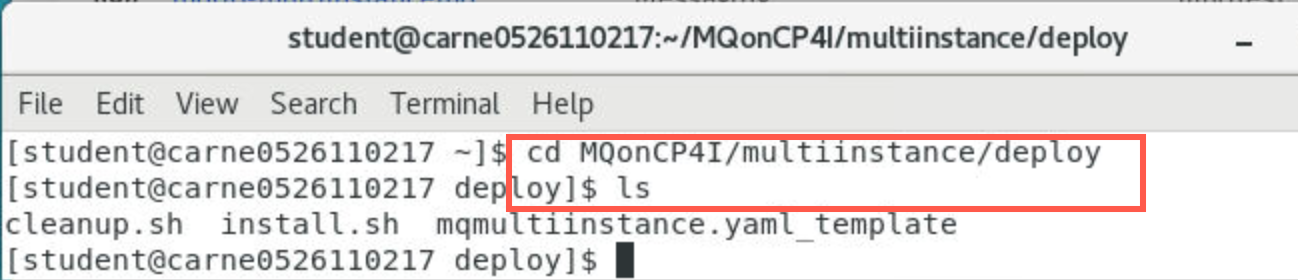 student@carne0526110217:~/MQonCP4I/multiinstance/deploy
File Edit View Search Terminal Help
[student@carne0526110217 ~]$ cd MQonCP4I/multiinstance/deploy
[student@carne0526110217 deploy]$ ls
cleanup.sh  install.sh  mqmultiinstance.yaml_template
[student@carne0526110217 deploy]$